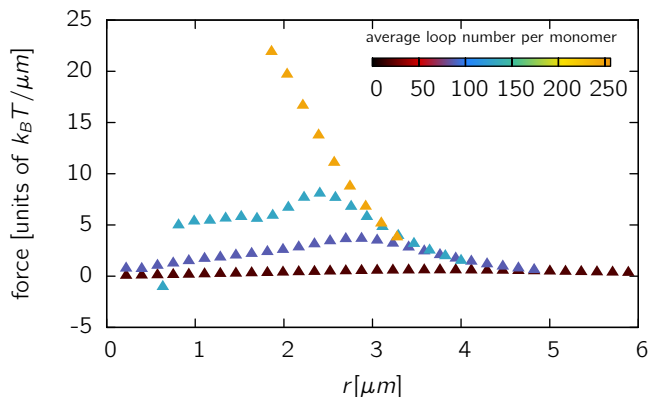 average loop number per monomer
0 50 100 150 200 250
25
20
15
10
5
0
-5
force [units of k_B T/μm]
0 1 2 3 4 5 6
r[μm]